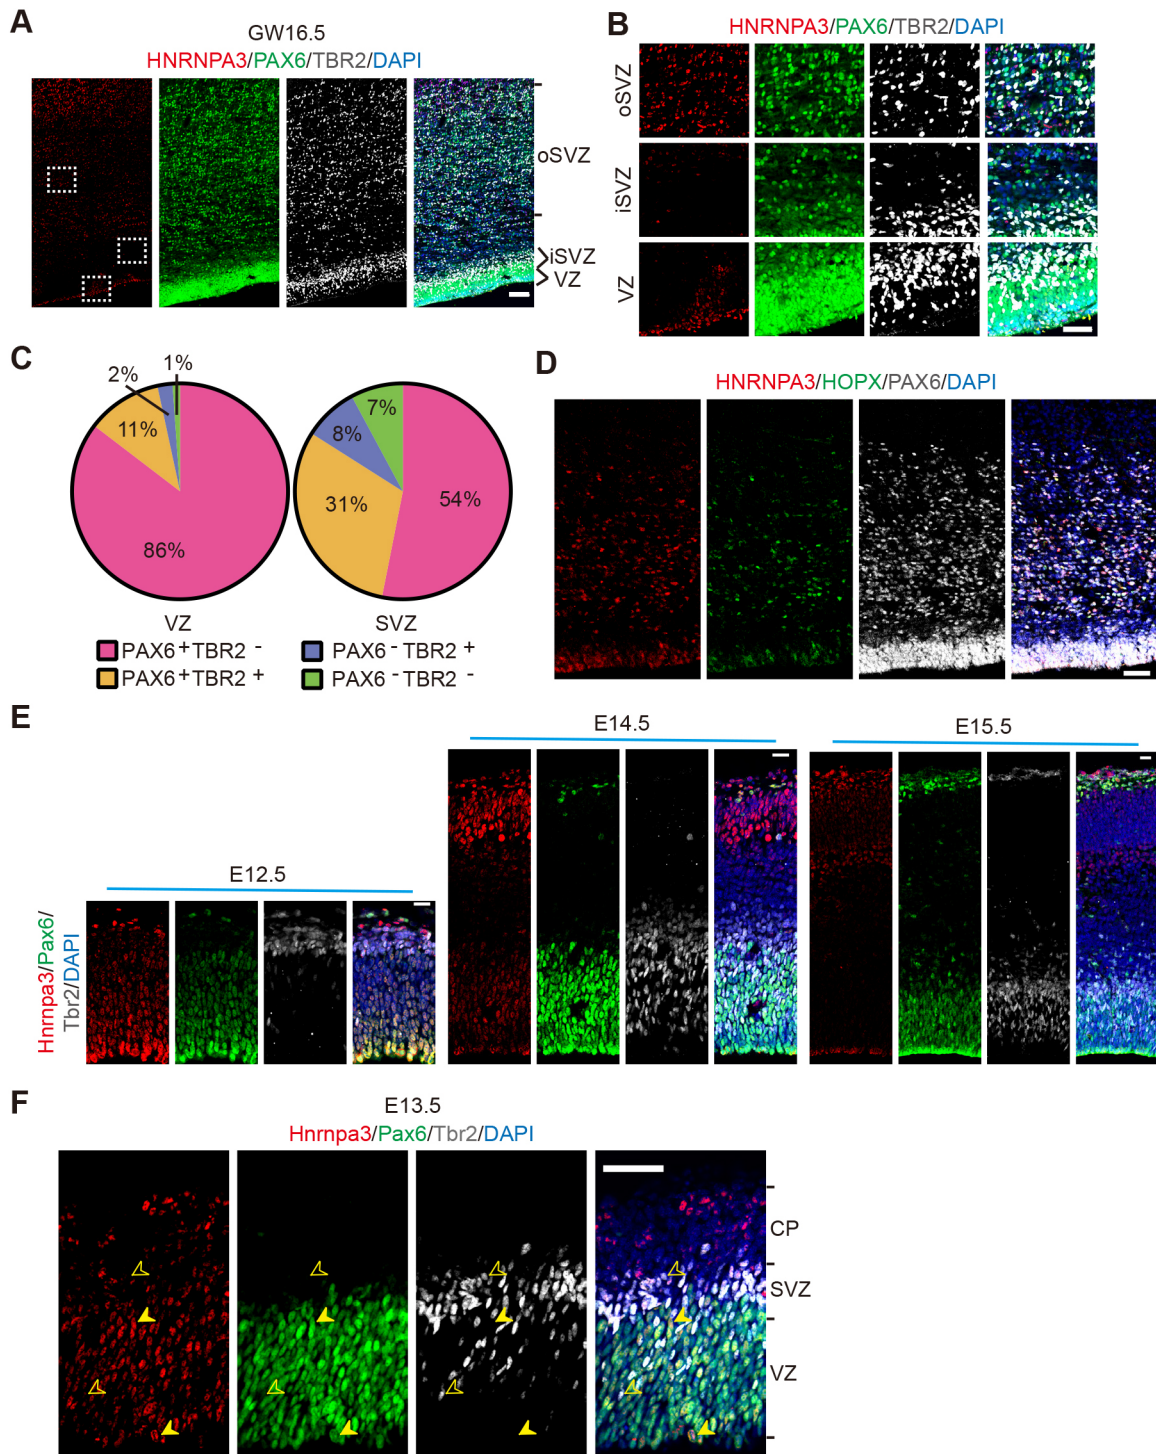 A
GW16.5
HNRNPA3/PAX6/TBR2/DAPI
oSVZ
iSVZ
VZ
B
HNRNPA3/PAX6/TBR2/DAPI
oSVZ
iSVZ
VZ
C
2%
1%
11%
86%
7%
8%
31%
54%
VZ
SVZ
PAX6+TBR2 -
PAX6 - TBR2 +
PAX6+TBR2 +
PAX6 - TBR2 -
D
HNRNPA3/HOPX/PAX6/DAPI
E
E12.5
E14.5
E15.5
Hnrnpa3/Pax6/
Tbr2/DAPI
F
E13.5
Hnrnpa3/Pax6/Tbr2/DAPI
CP
SVZ
VZ